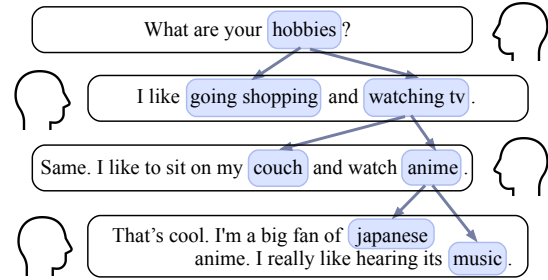 What are your hobbies ?
I like going shopping and watching tv .
Same. I like to sit on my couch and watch anime .
That's cool. I'm a big fan of japanese
anime. I really like hearing its music .